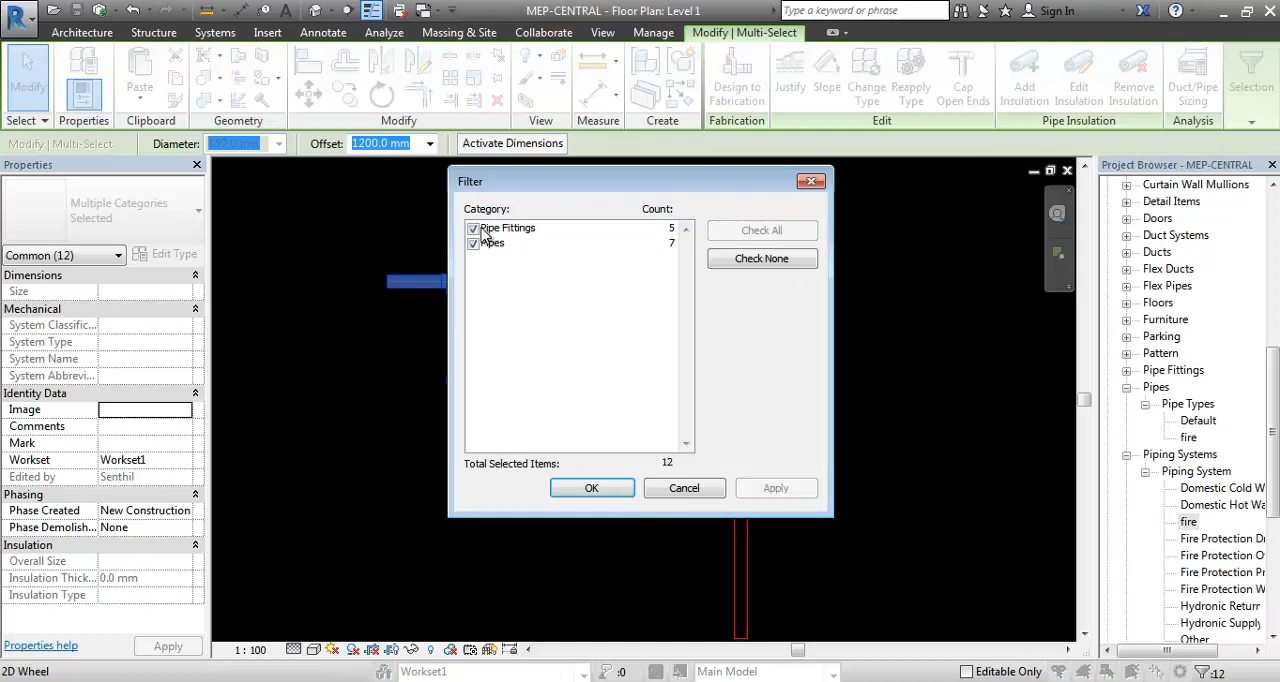 MEP-CENTRAL - Floor Plan: Level 1
Type a keyword or phrase
Sign In
Architecture Structure Systems Insert Annotate Analyze Massing & Site Collaborate View Manage Modify | Multi-Select
Modify
Paste
Design to Fabrication
Justify
Slope
Change Type
Reapply Type
Cap Open Ends
Add Insulation
Edit Insulation
Remove Insulation
Duct/Pipe Sizing
Selection
Select Properties Clipboard Geometry Modify View Measure Create Fabrication Edit Pipe Insulation Analysis
Modify | Multi-Select
Diameter:
Offset: 1200.0 mm
Activate Dimensions
Properties
Multiple Categories Selected
Common (12)
Edit Type
Dimensions
Size
Mechanical
System Classific...
System Type
System Name
System Abbrevi...
Identity Data
Image
Comments
Mark
Workset Workset1
Edited by Senthil
Phasing
Phase Created New Construction
Phase Demolish... None
Insulation
Overall Size
Insulation Thick... 0.0 mm
Insulation Type
Properties help
Apply
Filter
Category: Count:
Pipe Fittings 5
Pipes 7
Check All
Check None
Total Selected Items: 12
OK
Cancel
Apply
Project Browser - MEP-CENTRAL
Curtain Wall Mullions
Detail Items
Doors
Duct Systems
Ducts
Flex Ducts
Flex Pipes
Floors
Furniture
Parking
Pattern
Pipe Fittings
Pipes
Pipe Types
Default
fire
Piping Systems
Piping System
Domestic Cold W
Domestic Hot Wa
fire
Fire Protection Dr
Fire Protection O
Fire Protection Pr
Fire Protection W
Hydronic Return
Hydronic Supply
Other
1 : 100
2D Wheel
Workset1
:0
Main Model
Editable Only
:12